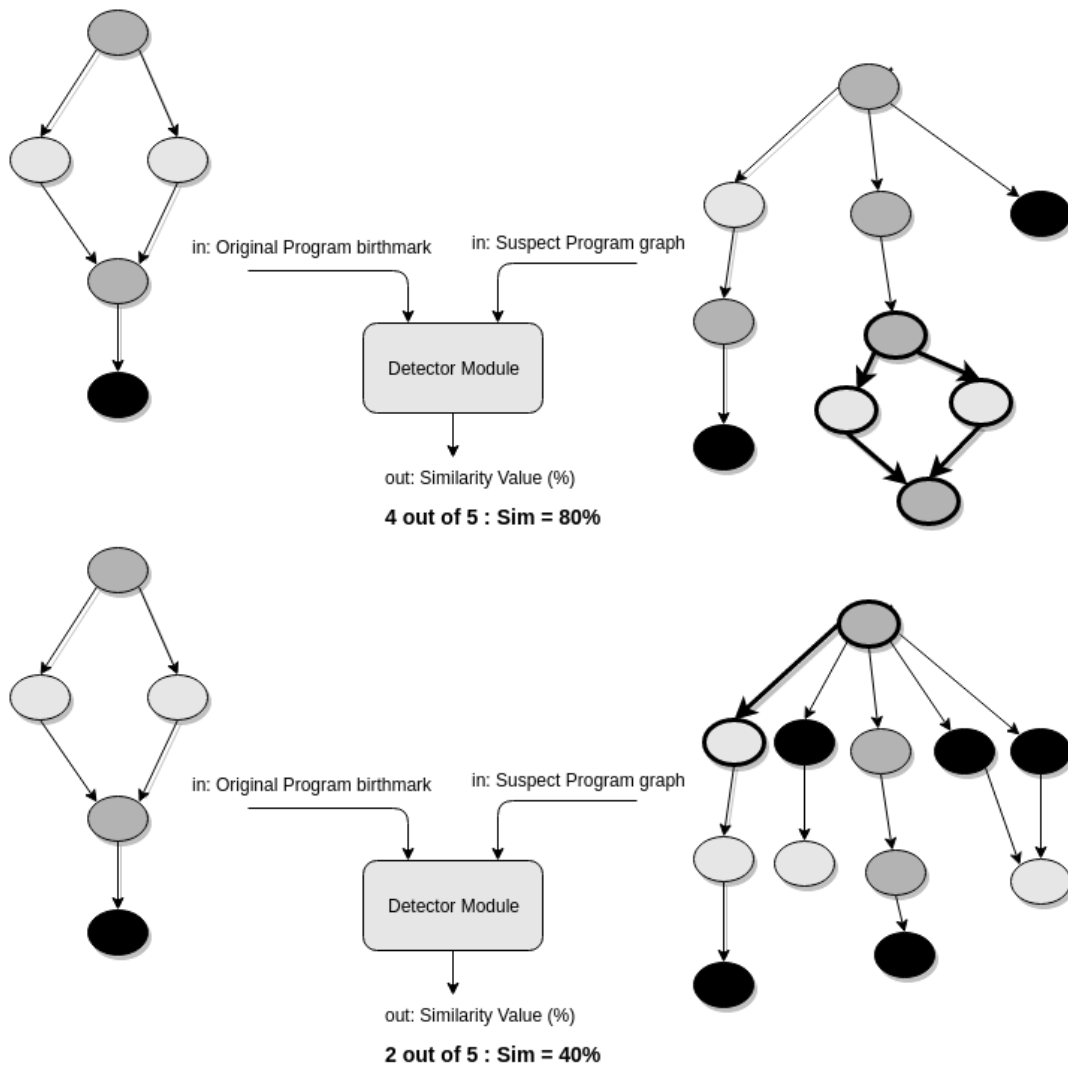 in: Original Program birthmark
in: Suspect Program graph
Detector Module
out: Similarity Value (%)
4 out of 5 : Sim = 80%
in: Original Program birthmark
in: Suspect Program graph
Detector Module
out: Similarity Value (%)
2 out of 5 : Sim = 40%